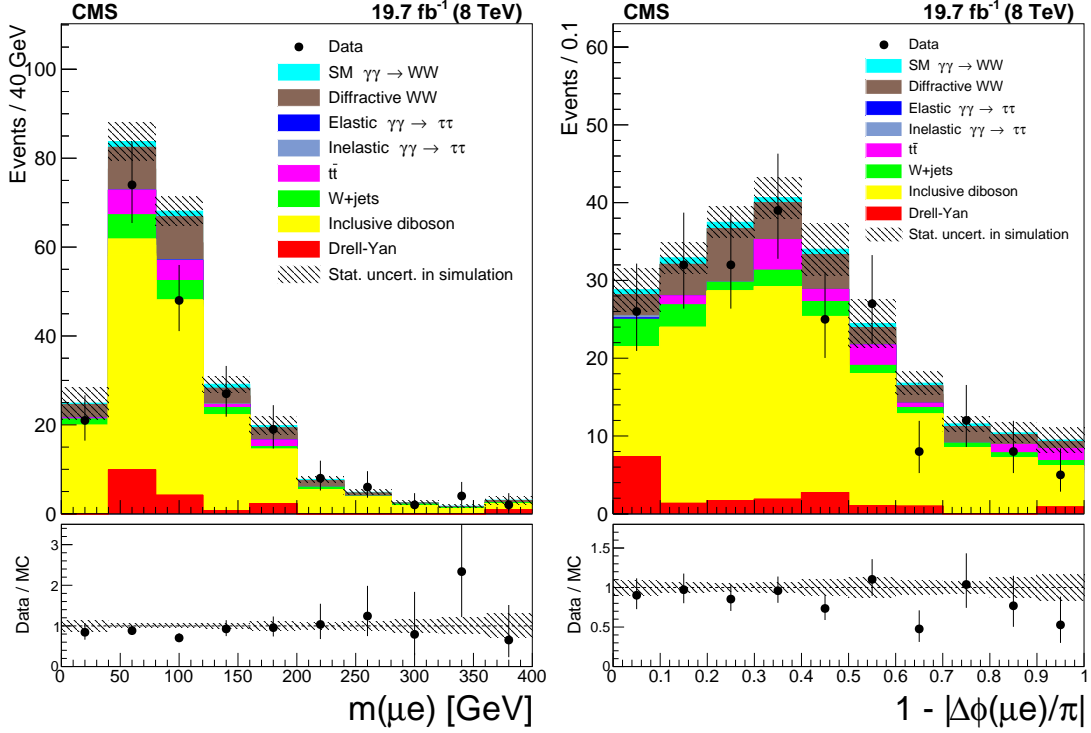 CMS 19.7 fb⁻¹ (8 TeV)
Events / 40 GeV
100
80
60
40
20
0
Data
SM γγ → WW
Diffractive WW
Elastic γγ → ττ
Inelastic γγ → ττ
tt̄
W+jets
Inclusive diboson
Drell-Yan
Stat. uncert. in simulation
Data / MC
3
2
1
0
0 50 100 150 200 250 300 350 400
m(μe) [GeV]
CMS 19.7 fb⁻¹ (8 TeV)
Events / 0.1
60
50
40
30
20
10
0
Data
SM γγ → WW
Diffractive WW
Elastic γγ → ττ
Inelastic γγ → ττ
tt̄
W+jets
Inclusive diboson
Drell-Yan
Stat. uncert. in simulation
Data / MC
1.5
1
0.5
0
0 0.1 0.2 0.3 0.4 0.5 0.6 0.7 0.8 0.9 1
1 - |Δϕ(μe)/π|